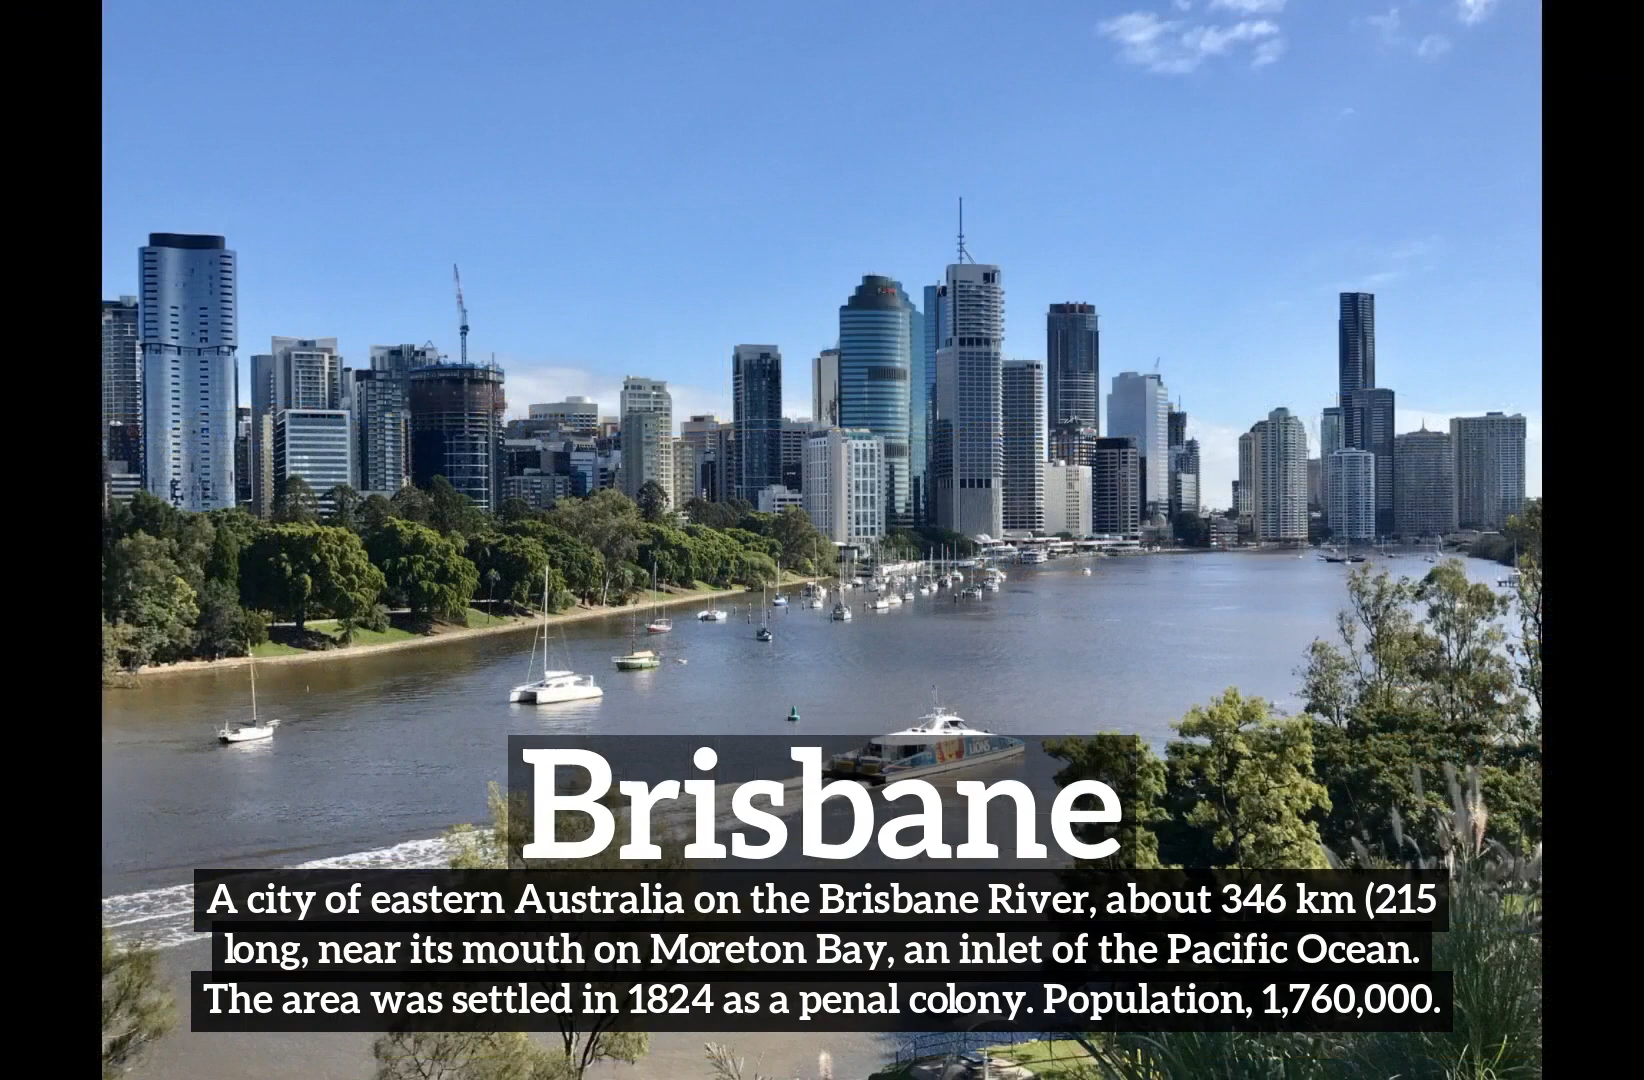 LIONS
Brisbane
A city of eastern Australia on the Brisbane River, about 346 km (215
long, near its mouth on Moreton Bay, an inlet of the Pacific Ocean.
The area was settled in 1824 as a penal colony. Population, 1,760,000.